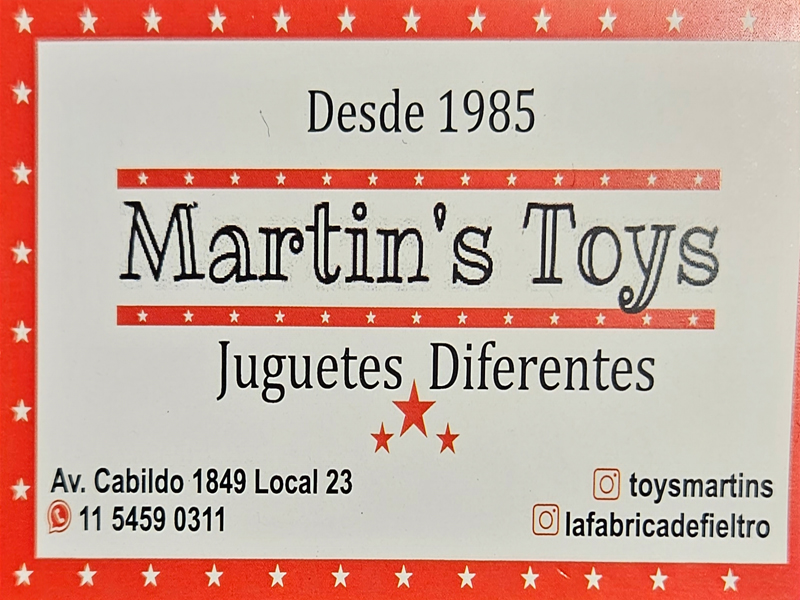 Desde 1985
Martin's Toys
Juguetes Diferentes
Av. Cabildo 1849 Local 23
11 5459 0311
toysmartins
lafabricadefieltro